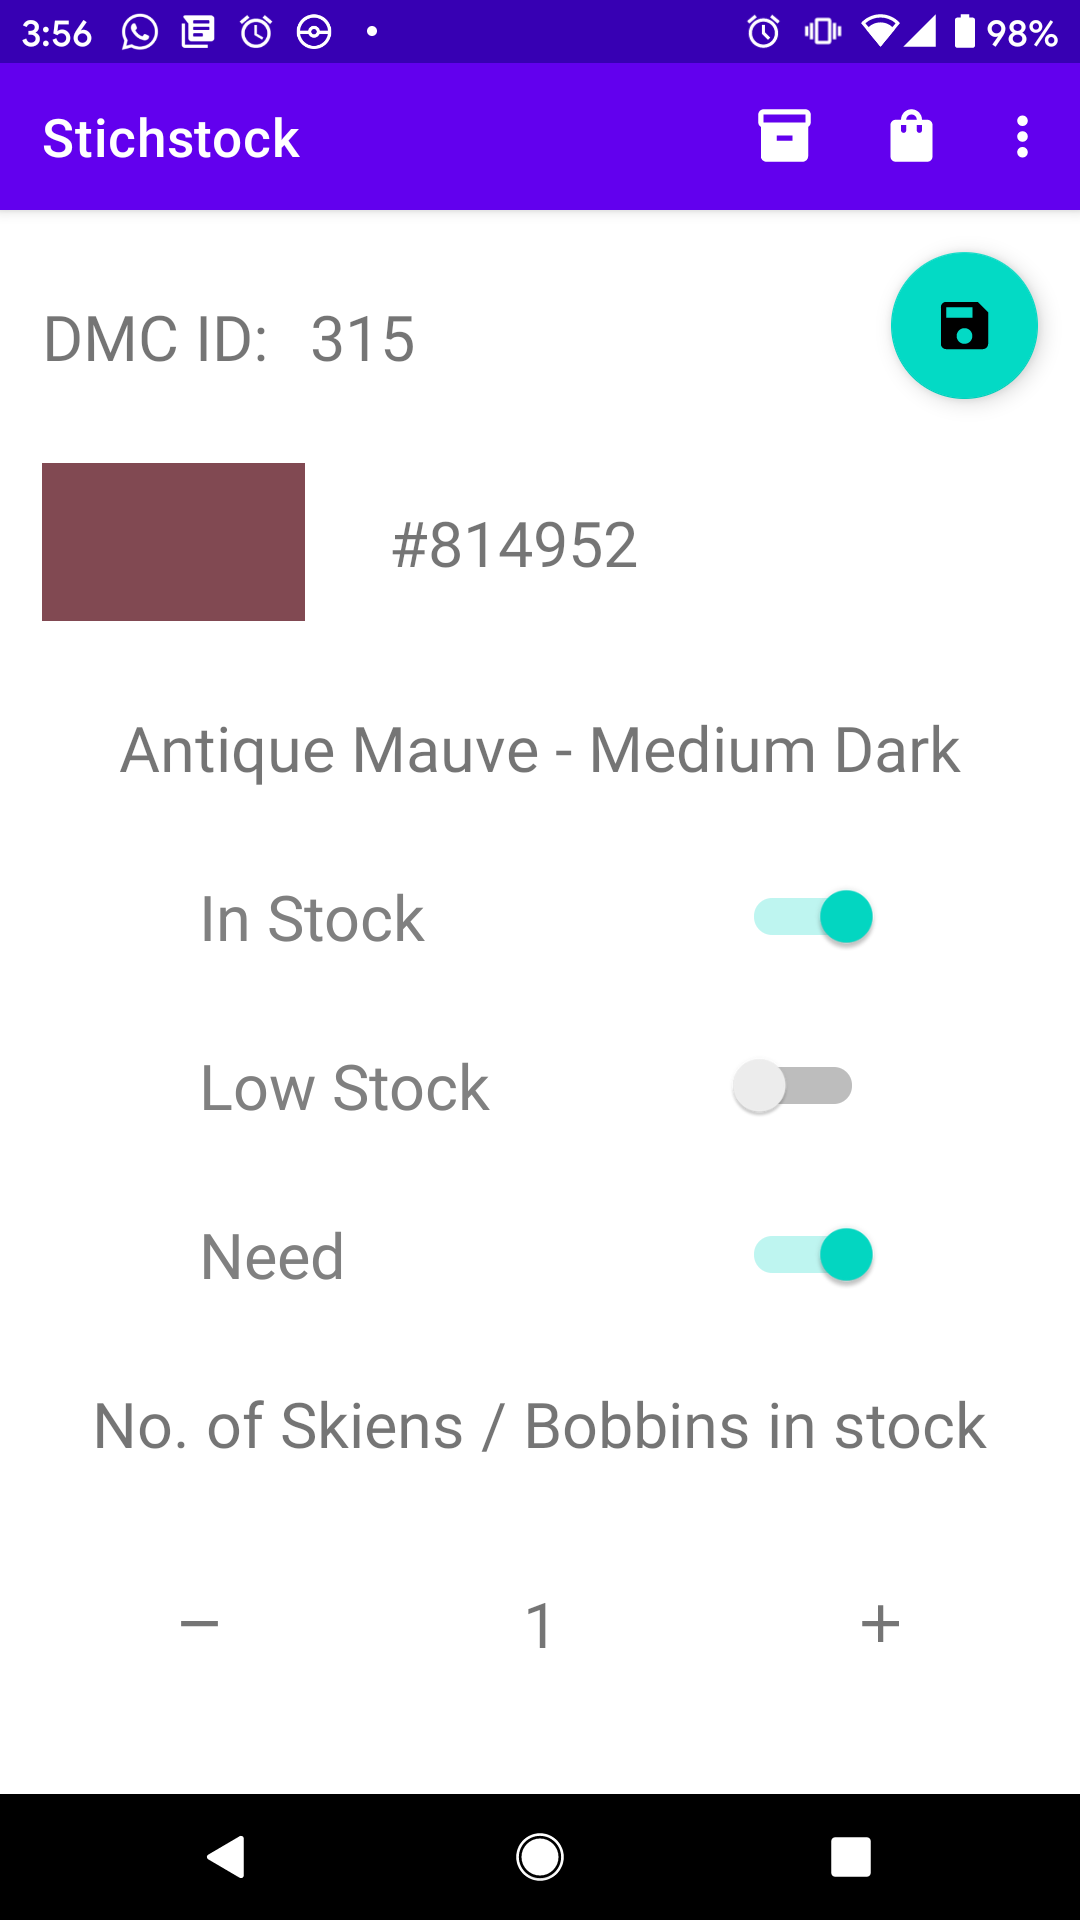 3:56 98%
Stichstock
DMC ID: 315
#814952
Antique Mauve - Medium Dark
In Stock
Low Stock
Need
No. of Skiens / Bobbins in stock
− 1 +